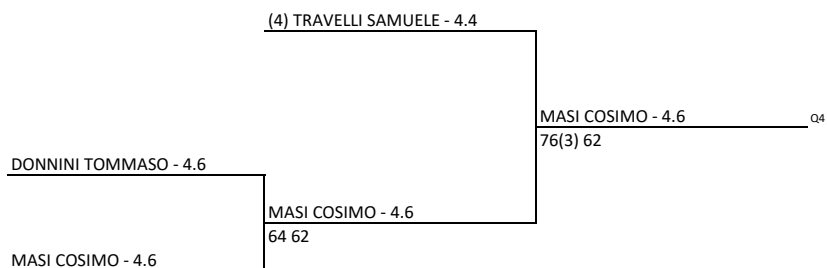 (4) TRAVELLI SAMUELE - 4.4
MASI COSIMO - 4.6
Q4
76(3) 62
DONNINI TOMMASO - 4.6
MASI COSIMO - 4.6
64 62
MASI COSIMO - 4.6